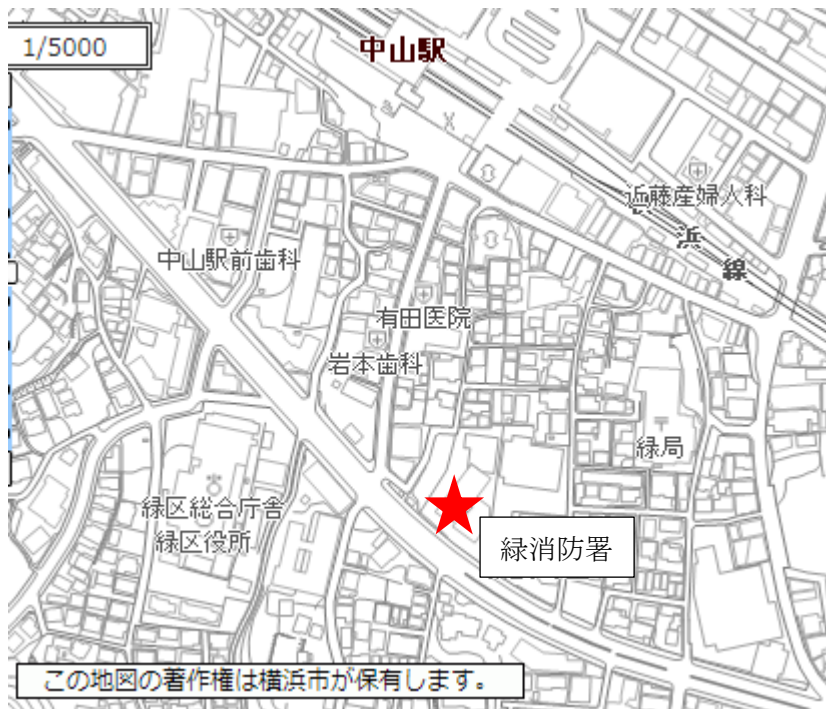 1/5000
中山駅
近藤産婦人科
浜
線
中山駅前歯科
有田医院
岩本歯科
緑局
緑区総合庁舎
緑区役所
緑消防署
この地図の著作権は横浜市が保有します。